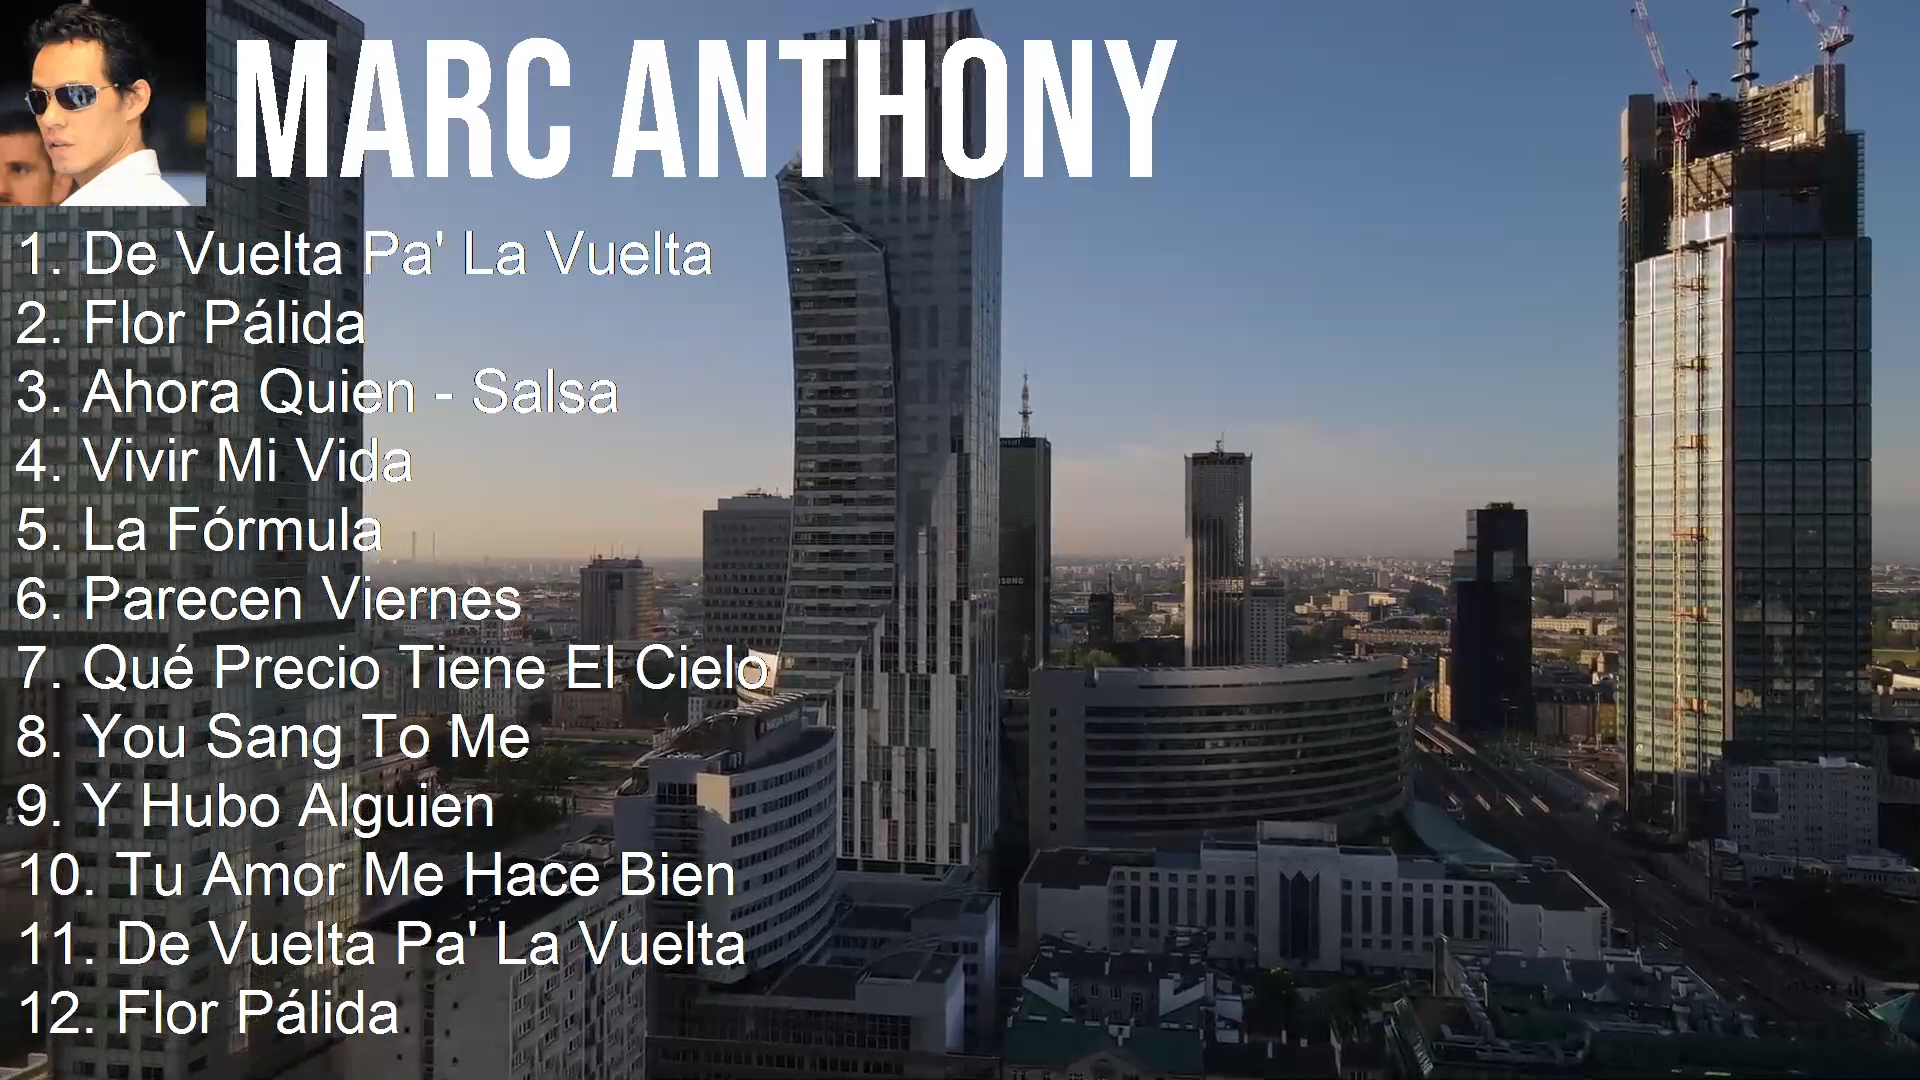 MARC ANTHONY
1. De Vuelta Pa' La Vuelta
2. Flor Pálida
3. Ahora Quien - Salsa
4. Vivir Mi Vida
5. La Fórmula
6. Parecen Viernes
7. Qué Precio Tiene El Cielo
8. You Sang To Me
9. Y Hubo Alguien
10. Tu Amor Me Hace Bien
11. De Vuelta Pa' La Vuelta
12. Flor Pálida